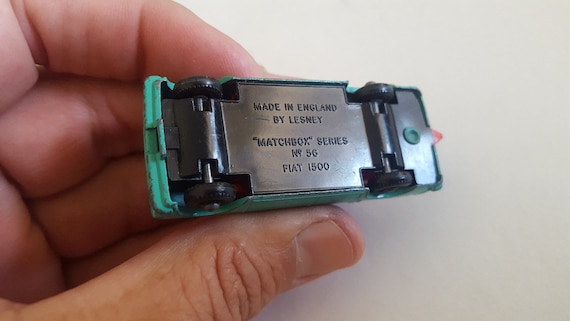 MADE IN ENGLAND
BY LESNEY
"MATCHBOX" SERIES
Nº 56
FIAT 1500